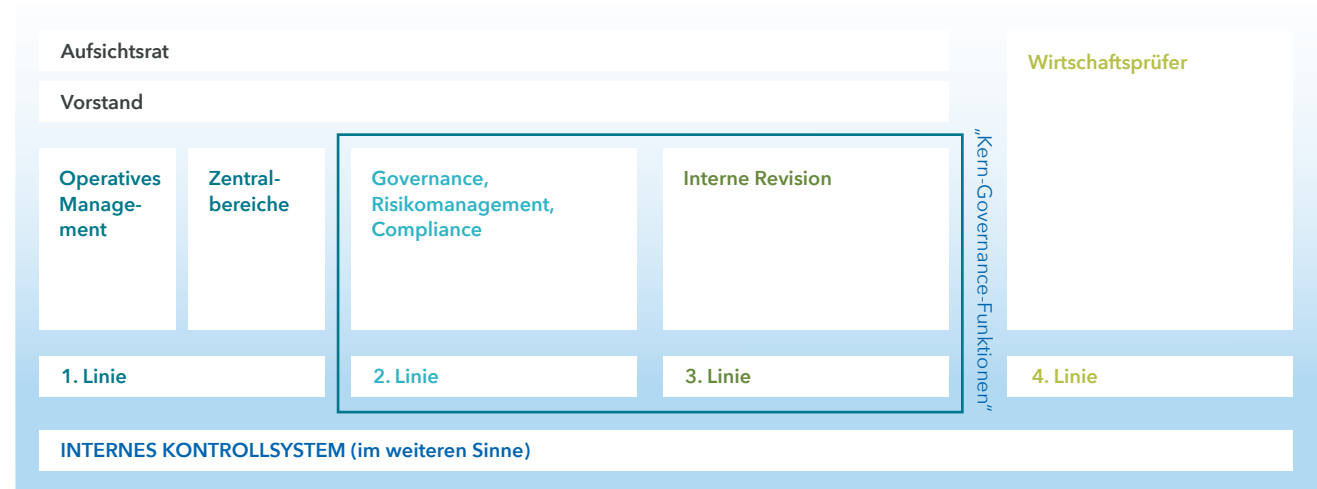 Aufsichtsrat
Vorstand
Wirtschaftsprüfer
Operatives
Manage-
ment
Zentral-
bereiche
Governance,
Risikomanagement,
Compliance
Interne Revision
„Kern-Governance-Funktionen“
1. Linie
2. Linie
3. Linie
4. Linie
INTERNES KONTROLLSYSTEM (im weiteren Sinne)